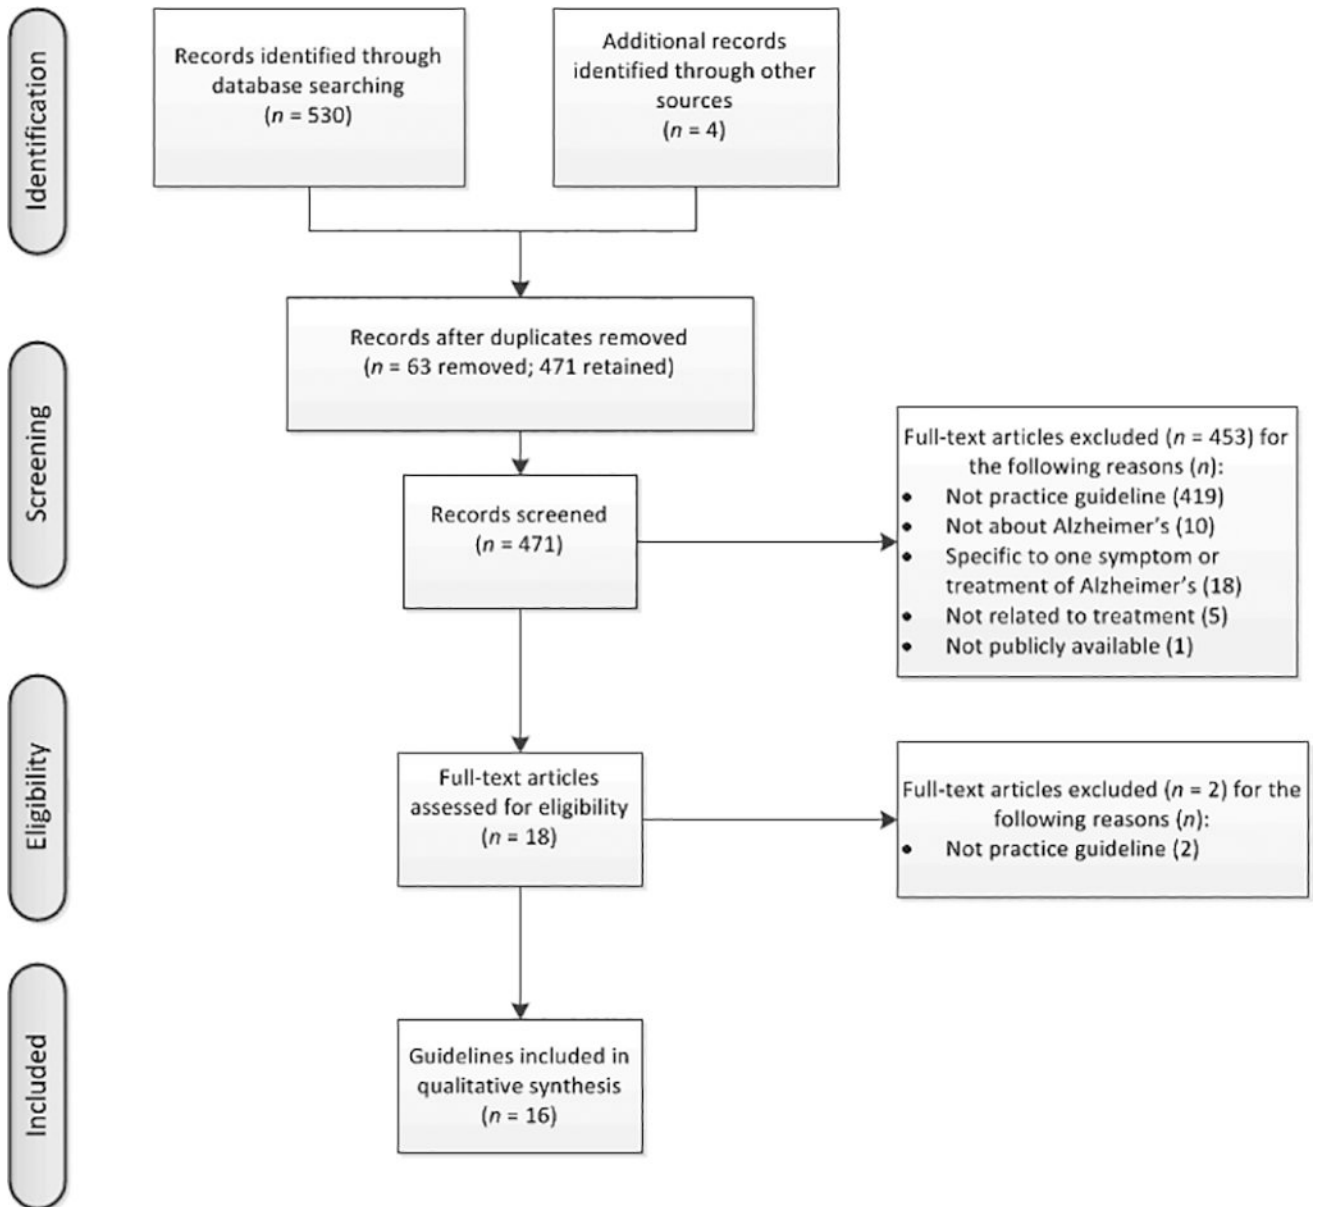 Identification
Records identified through
database searching
(n = 530)
Additional records
identified through other
sources
(n = 4)
Screening
Records after duplicates removed
(n = 63 removed; 471 retained)
Records screened
(n = 471)
Full-text articles excluded (n = 453) for
the following reasons (n):
• Not practice guideline (419)
• Not about Alzheimer's (10)
• Specific to one symptom or
treatment of Alzheimer's (18)
• Not related to treatment (5)
• Not publicly available (1)
Eligibility
Full-text articles
assessed for eligibility
(n = 18)
Full-text articles excluded (n = 2) for the
following reasons (n):
• Not practice guideline (2)
Included
Guidelines included in
qualitative synthesis
(n = 16)